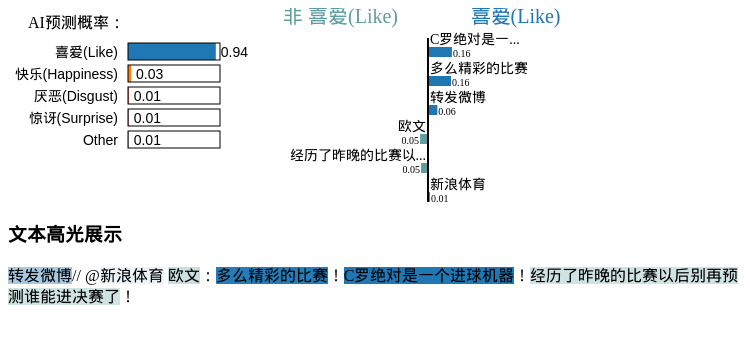 AI预测概率：
喜爱(Like) 0.94
快乐(Happiness) 0.03
厌恶(Disgust) 0.01
惊讶(Surprise) 0.01
Other 0.01
非 喜爱(Like) 喜爱(Like)
C罗绝对是一...
0.16
多么精彩的比赛
0.16
转发微博
0.06
欧文
0.05
经历了昨晚的比赛以...
0.05
新浪体育
0.01
文本高光展示
转发微博// @新浪体育 欧文：多么精彩的比赛！C罗绝对是一个进球机器！经历了昨晚的比赛以后别再预
测谁能进决赛了！